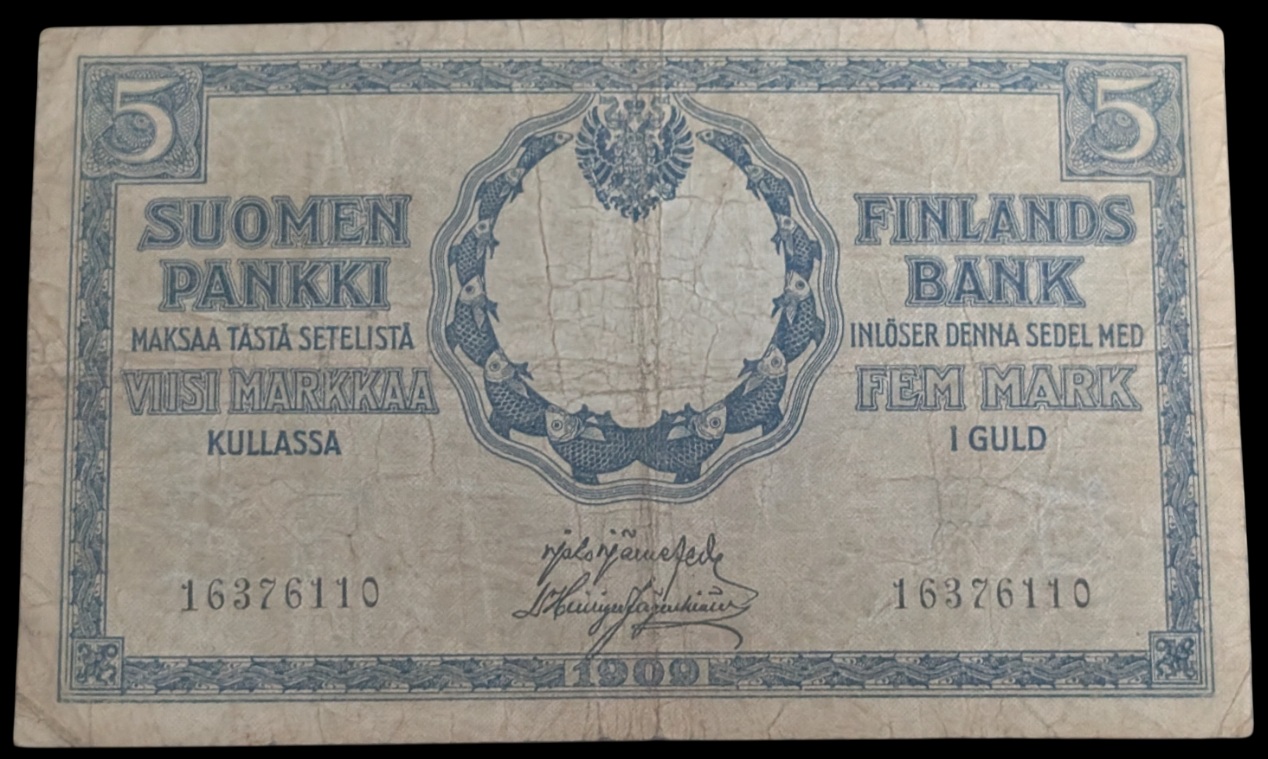 5 5
SUOMEN
PANKKI
MAKSAA TÄSTÄ SETELISTÄ
VIISI MARKKAA
KULLASSA
FINLANDS
BANK
INLÖSER DENNA SEDEL MED
FEM MARK
I GULD
16376110 16376110
1909